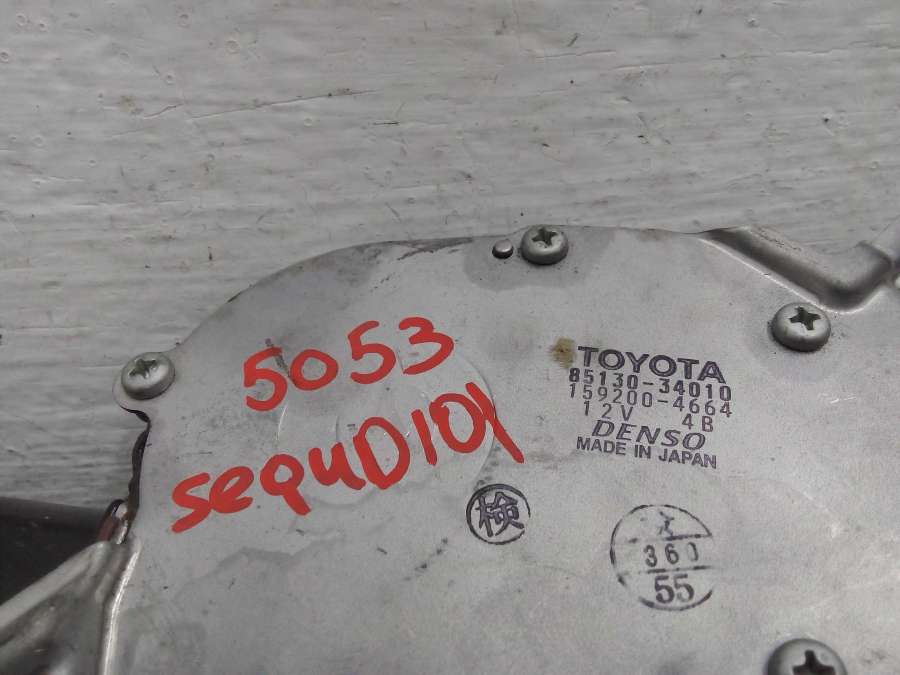 5053
sequD101
TOYOTA
85130-34010
159200-4664
12V 4B
DENSO
MADE IN JAPAN
検
360
55